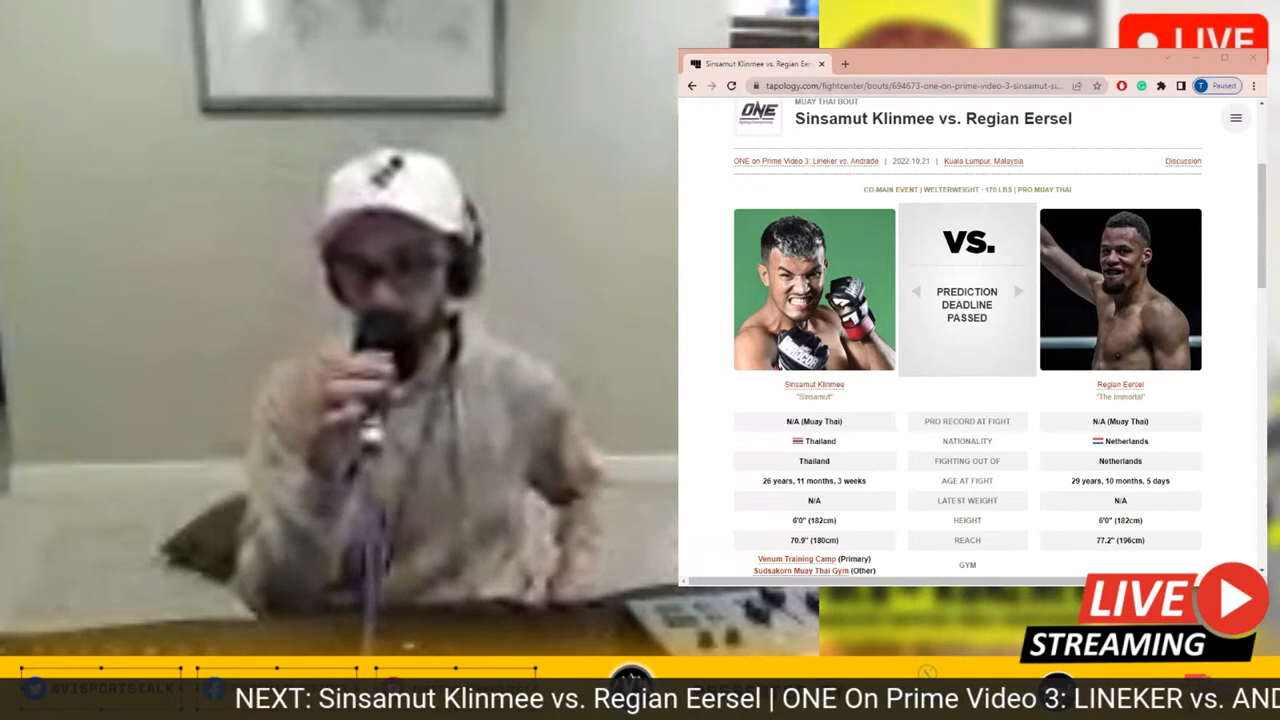 LIVE
Sinsamut Klinmee vs. Regian Eer
tapology.com/fightcenter/bouts/694673-one-on-prime-video-3-sinsamut-si...
Paused
ONE
MUAY THAI BOUT
Sinsamut Klinmee vs. Regian Eersel
ONE on Prime Video 3: Lineker vs. Andrade | 2022.10.21 | Kuala Lumpur, Malaysia
Discussion
CO-MAIN EVENT | WELTERWEIGHT · 170 LBS | PRO MUAY THAI
VS.
PREDICTION
DEADLINE
PASSED
Sinsamut Klinmee
"Sinsamut"
Regian Eersel
"The Immortal"
N/A (Muay Thai) PRO RECORD AT FIGHT N/A (Muay Thai)
Thailand NATIONALITY Netherlands
Thailand FIGHTING OUT OF Netherlands
26 years, 11 months, 3 weeks AGE AT FIGHT 29 years, 10 months, 5 days
N/A LATEST WEIGHT N/A
6'0" (182cm) HEIGHT 6'0" (182cm)
70.9" (180cm) REACH 77.2" (196cm)
Venum Training Camp (Primary)
Sudsakorn Muay Thai Gym (Other)
GYM
LIVE
STREAMING
@VISPORTSTALK
NEXT: Sinsamut Klinmee vs. Regian Eersel | ONE On Prime Video 3: LINEKER vs. AND